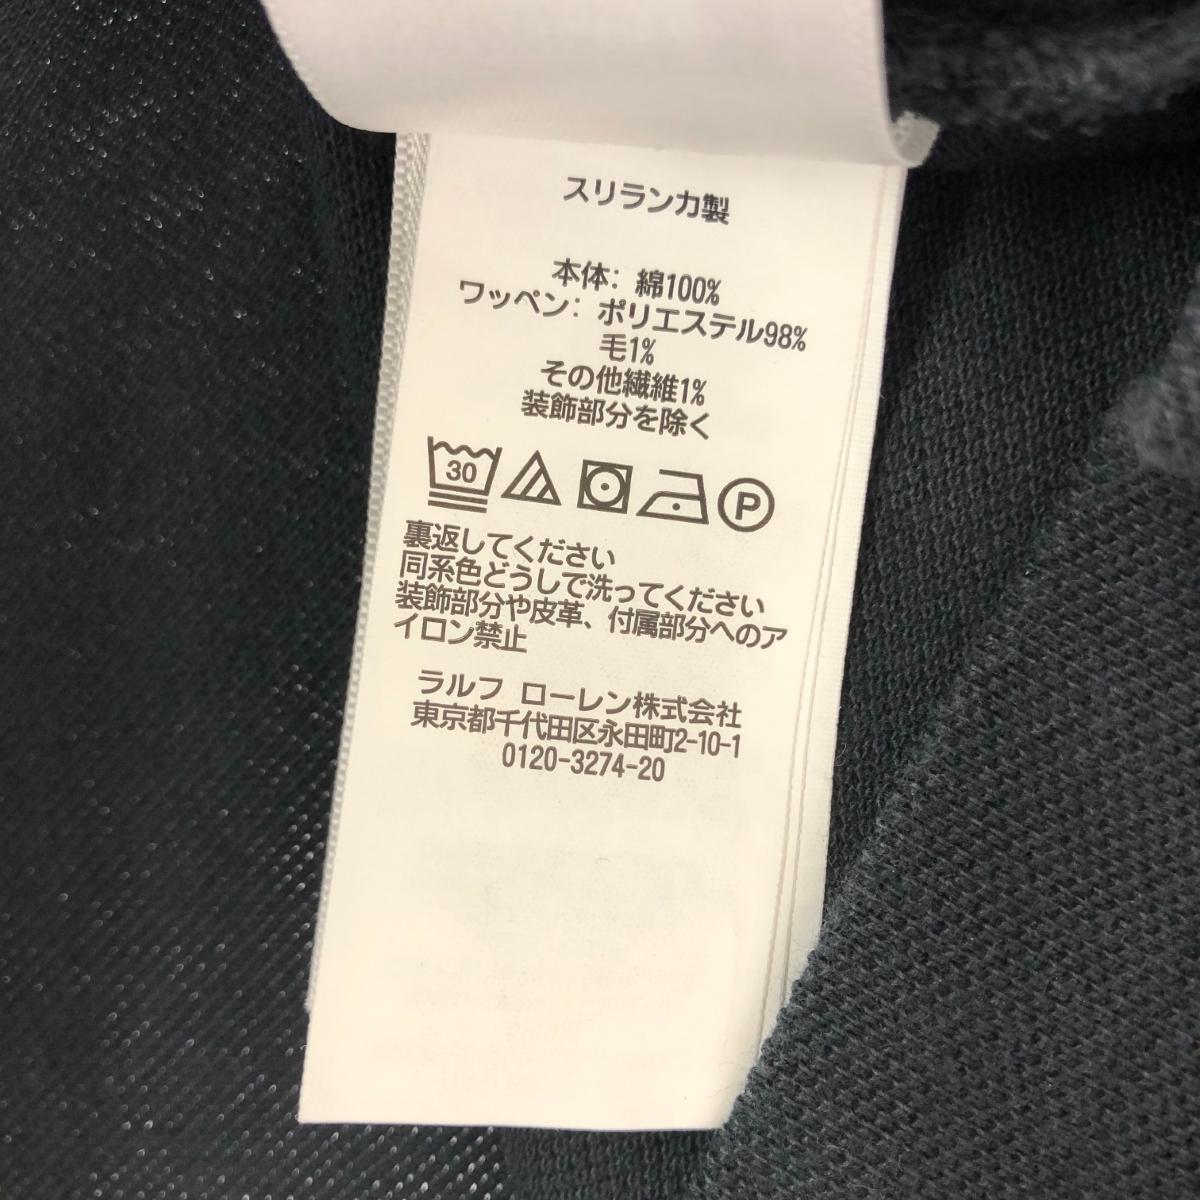 スリランカ製
本体: 綿100%
ワッペン: ポリエステル98%
毛1%
その他繊維1%
装飾部分を除く
30 P
裏返してください
同系色どうしで洗ってください
装飾部分や皮革、付属部分へのア
イロン禁止
ラルフ ローレン株式会社
東京都千代田区永田町2-10-1
0120-3274-20